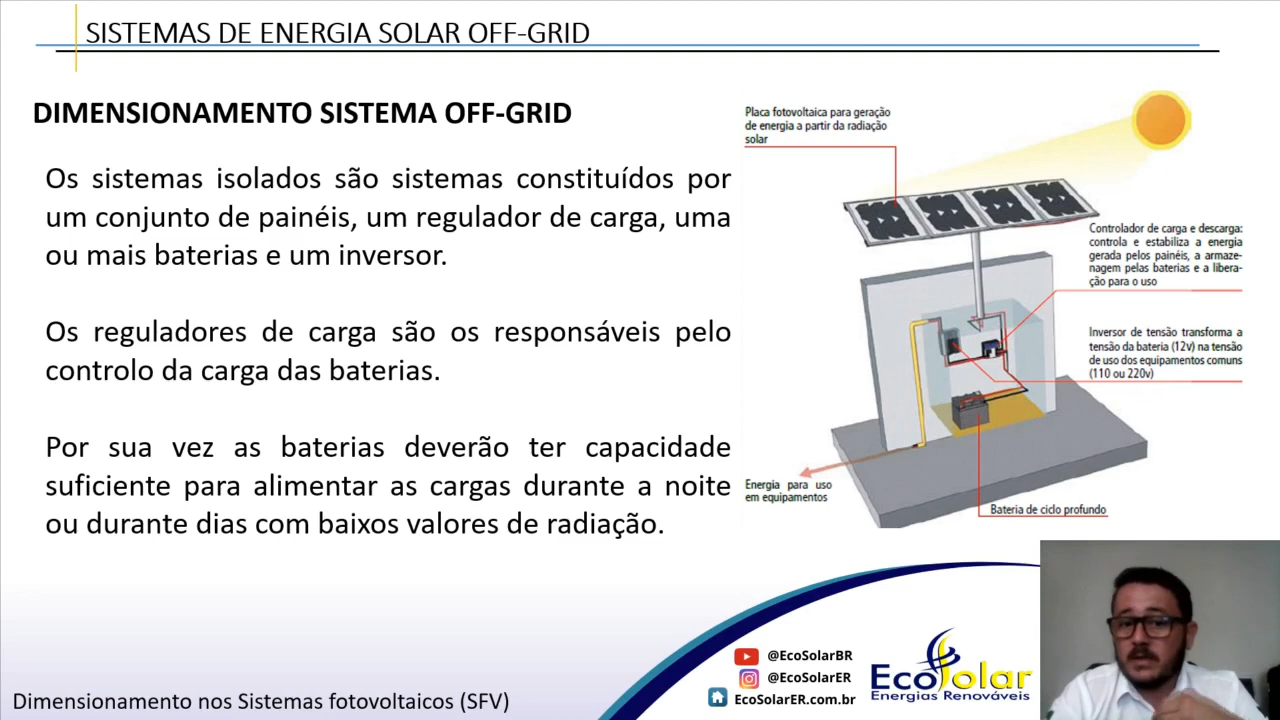 SISTEMAS DE ENERGIA SOLAR OFF-GRID
DIMENSIONAMENTO SISTEMA OFF-GRID
Os sistemas isolados são sistemas constituídos por
um conjunto de painéis, um regulador de carga, uma
ou mais baterias e um inversor.
Os reguladores de carga são os responsáveis pelo
controlo da carga das baterias.
Por sua vez as baterias deverão ter capacidade
suficiente para alimentar as cargas durante a noite
ou durante dias com baixos valores de radiação.
Placa fotovoltaica para geração
de energia a partir da radiação
solar
Controlador de carga e descarga:
controla e estabiliza a energia
gerada pelos painéis, a armaze-
nagem pelas baterias e a libera-
ção para o uso
Inversor de tensão transforma a
tensão da bateria (12v) na tensão
de uso dos equipamentos comuns
(110 ou 220v)
Energia para uso
em equipamentos
Bateria de ciclo profundo
@EcoSolarBR
@EcoSolarER
EcoSolarER.com.br
EcoSolar
Energias Renováveis
Dimensionamento nos Sistemas fotovoltaicos (SFV)